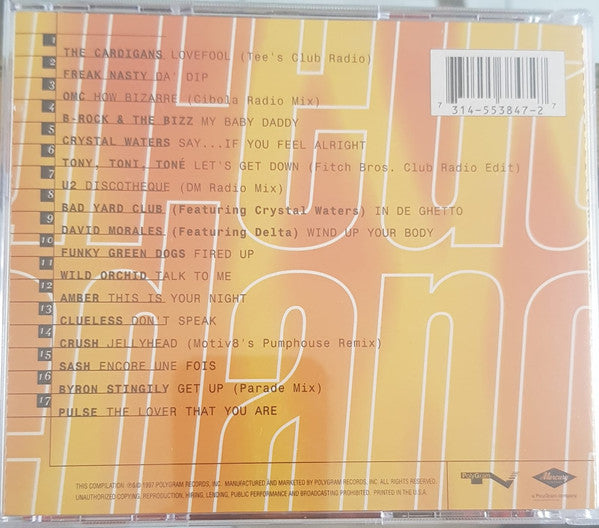 1
THE CARDIGANS LOVEFOOL (Tee's Club Radio)
2
FREAK NASTY DA' DIP
3
OMC HOW BIZARRE (Cibola Radio Mix)
4
B-ROCK & THE BIZZ MY BABY DADDY
5
CRYSTAL WATERS SAY...IF YOU FEEL ALRIGHT
6
TONY, TONI, TONÉ LET'S GET DOWN (Fitch Bros. Club Radio Edit)
7
U2 DISCOTHEQUE (DM Radio Mix)
8
BAD YARD CLUB (Featuring Crystal Waters) IN DE GHETTO
9
DAVID MORALES (Featuring Delta) WIND UP YOUR BODY
10
FUNKY GREEN DOGS FIRED UP
11
WILD ORCHID TALK TO ME
12
AMBER THIS IS YOUR NIGHT
13
CLUELESS DON'T SPEAK
14
CRUSH JELLYHEAD (Motiv8's Pumphouse Remix)
15
SASH ENCORE UNE FOIS
16
BYRON STINGILY GET UP (Parade Mix)
17
PULSE THE LOVER THAT YOU ARE
7 314-553847-2 7
THIS COMPILATION ℗&© 1997 POLYGRAM RECORDS, INC. MANUFACTURED AND MARKETED BY POLYGRAM RECORDS, INC. ALL RIGHTS RESERVED.
UNAUTHORIZED COPYING, REPRODUCTION, HIRING, LENDING, PUBLIC PERFORMANCE AND BROADCASTING PROHIBITED. PRINTED IN THE U.S.A.
PolyGram TV
Mercury
a PolyGram company